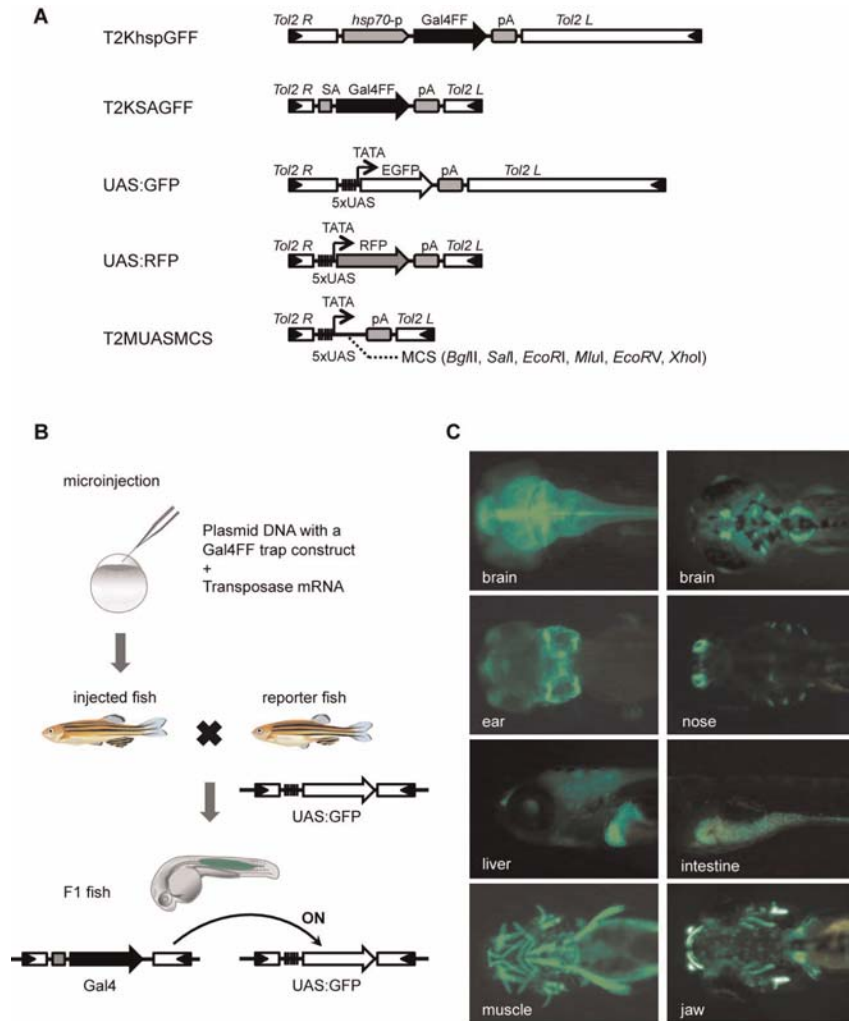 A
T2KhspGFF
Tol2 R hsp70-p Gal4FF pA Tol2 L
T2KSAGFF
Tol2 R SA Gal4FF pA Tol2 L
UAS:GFP
TATA
Tol2 R EGFP pA Tol2 L
5xUAS
UAS:RFP
TATA
Tol2 R RFP pA Tol2 L
5xUAS
T2MUASMCS
TATA
Tol2 R pA Tol2 L
5xUAS
MCS (BglII, SalI, EcoRI, MluI, EcoRV, XhoI)
B
microinjection
Plasmid DNA with a
Gal4FF trap construct
+
Transposase mRNA
injected fish
reporter fish
UAS:GFP
F1 fish
ON
Gal4
UAS:GFP
C
brain
brain
ear
nose
liver
intestine
muscle
jaw